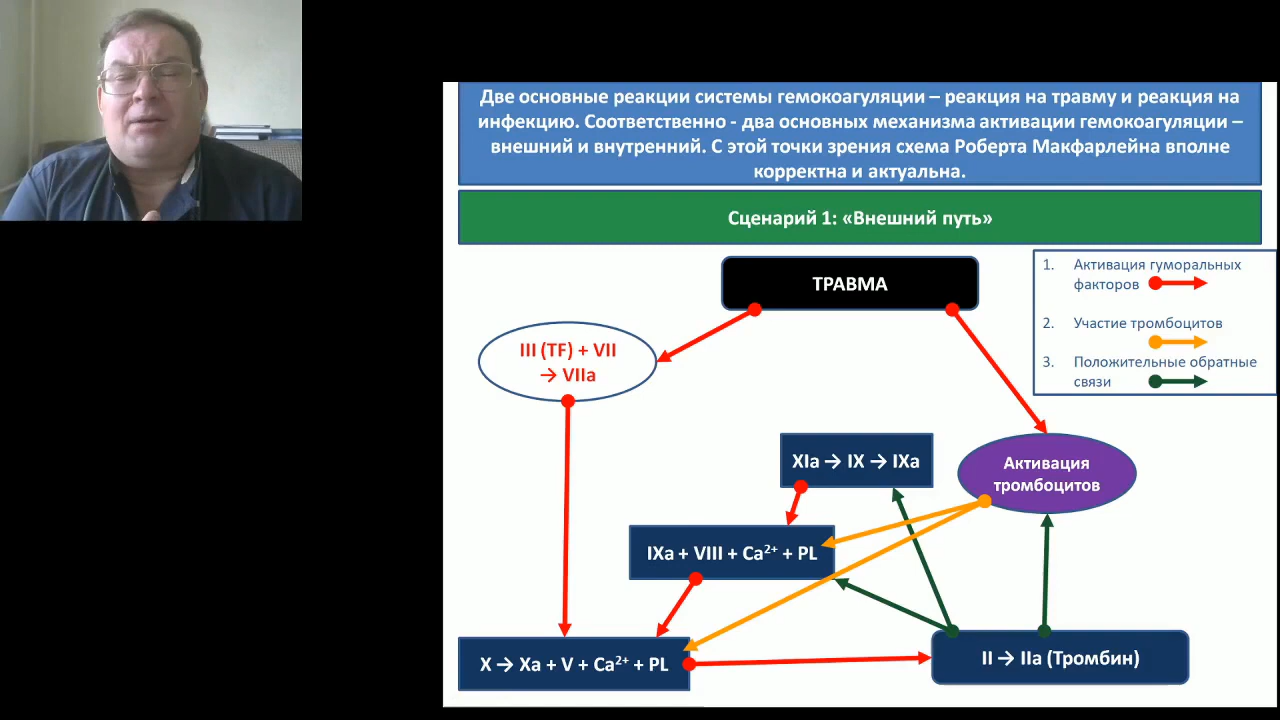 Две основные реакции системы гемокоагуляции – реакция на травму и реакция на
инфекцию. Соответственно - два основных механизма активации гемокоагуляции –
внешний и внутренний. С этой точки зрения схема Роберта Макфарлейна вполне
корректна и актуальна.
Сценарий 1: «Внешний путь»
ТРАВМА
1. Активация гуморальных
факторов
2. Участие тромбоцитов
3. Положительные обратные
связи
III (TF) + VII
→ VIIa
XIa → IX → IXa
Активация
тромбоцитов
IXa + VIII + Ca²⁺ + PL
X → Xa + V + Ca²⁺ + PL
II → IIa (Тромбин)